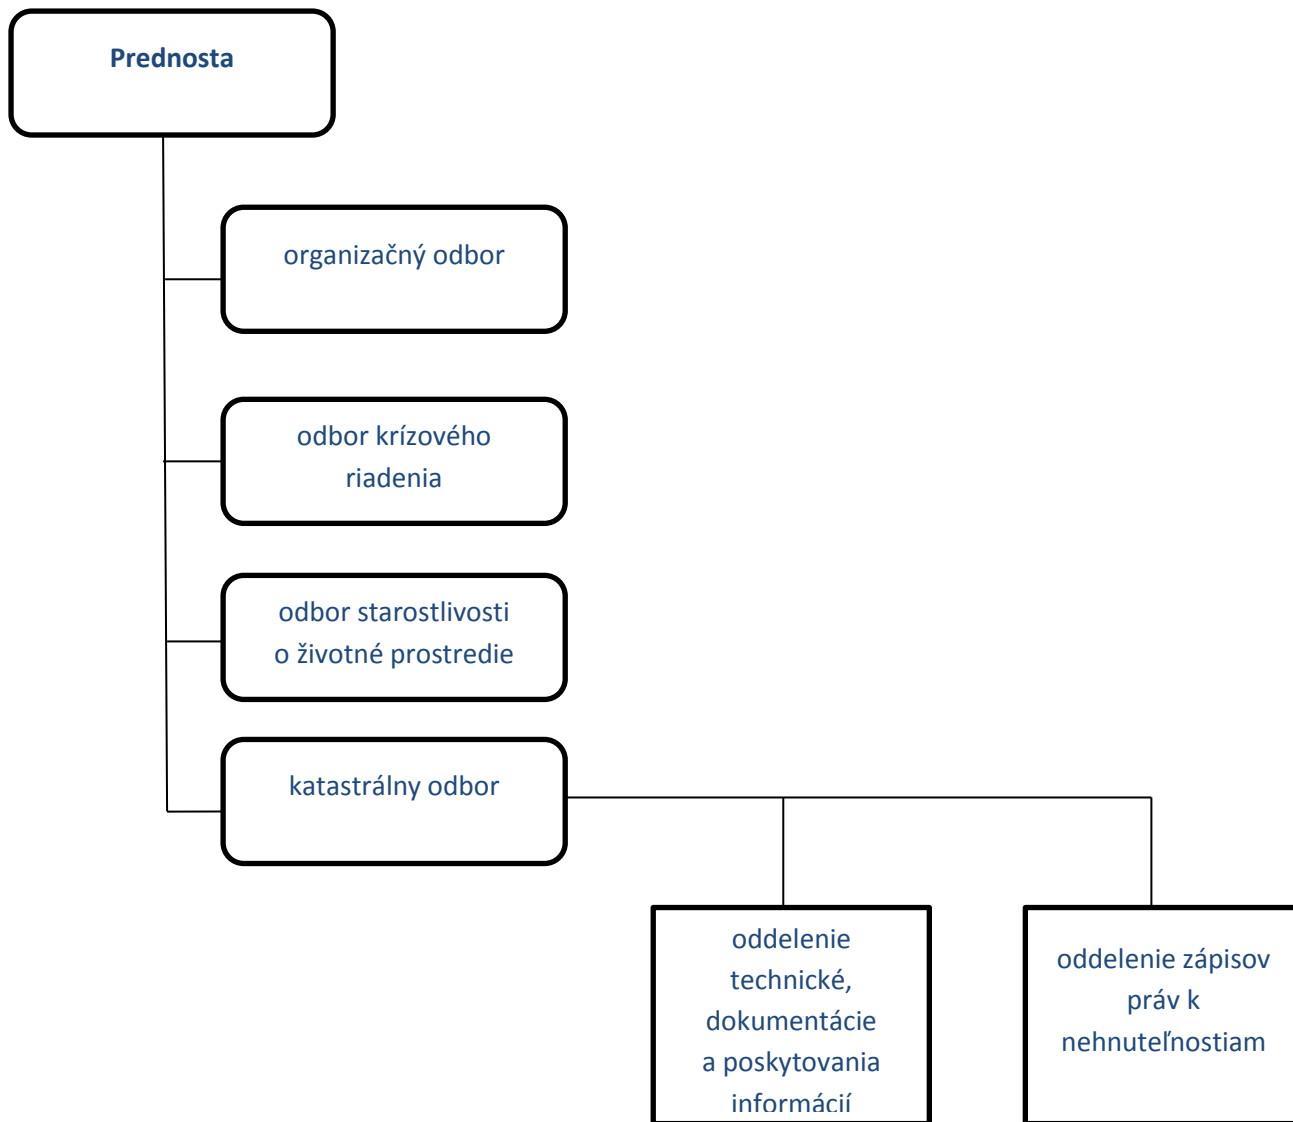 Prednosta
organizačný odbor
odbor krízového
riadenia
odbor starostlivosti
o životné prostredie
katastrálny odbor
oddelenie
technické,
dokumentácie
a poskytovania
informácií
oddelenie zápisov
práv k
nehnuteľnostiam